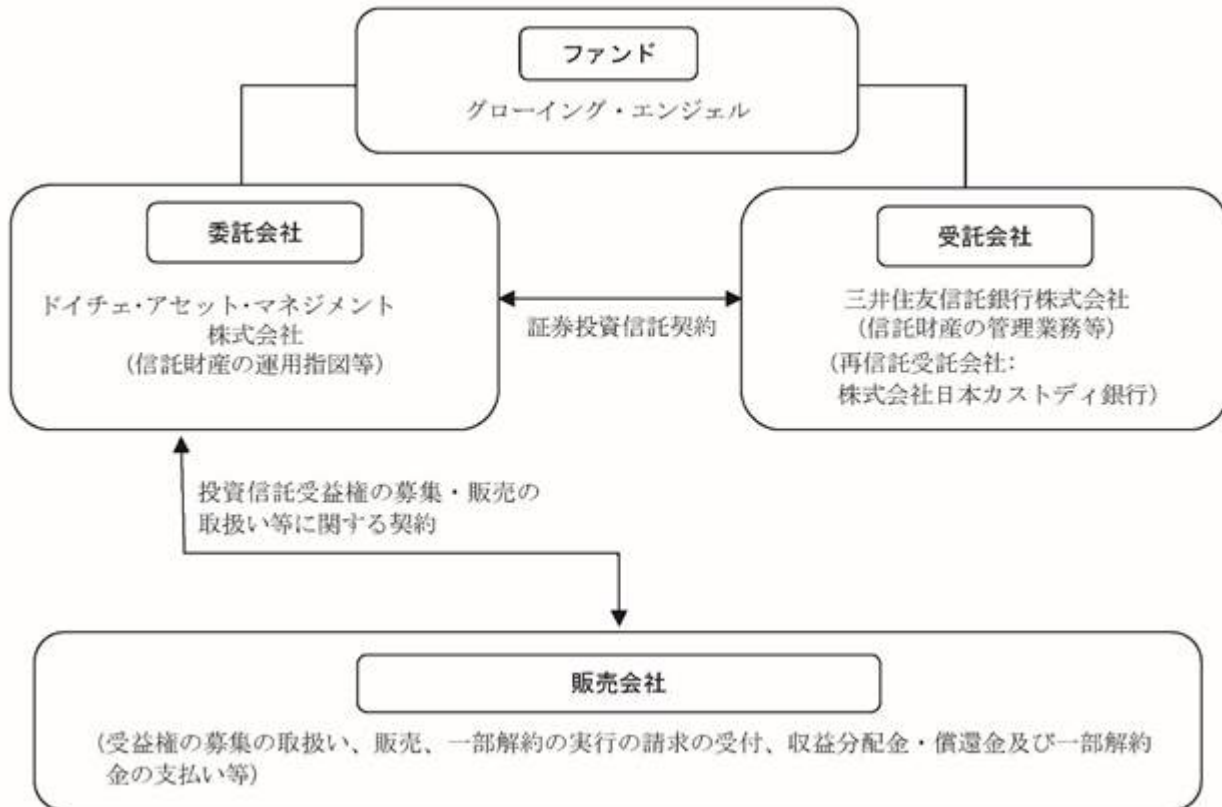 ファンド
グローイング・エンジェル
委託会社
ドイチェ・アセット・マネジメント
株式会社
(信託財産の運用指図等)
証券投資信託契約
受託会社
三井住友信託銀行株式会社
(信託財産の管理業務等)
(再信託受託会社:
株式会社日本カストディ銀行)
投資信託受益権の募集・販売の
取扱い等に関する契約
販売会社
(受益権の募集の取扱い、販売、一部解約の実行の請求の受付、収益分配金・償還金及び一部解約
金の支払い等)